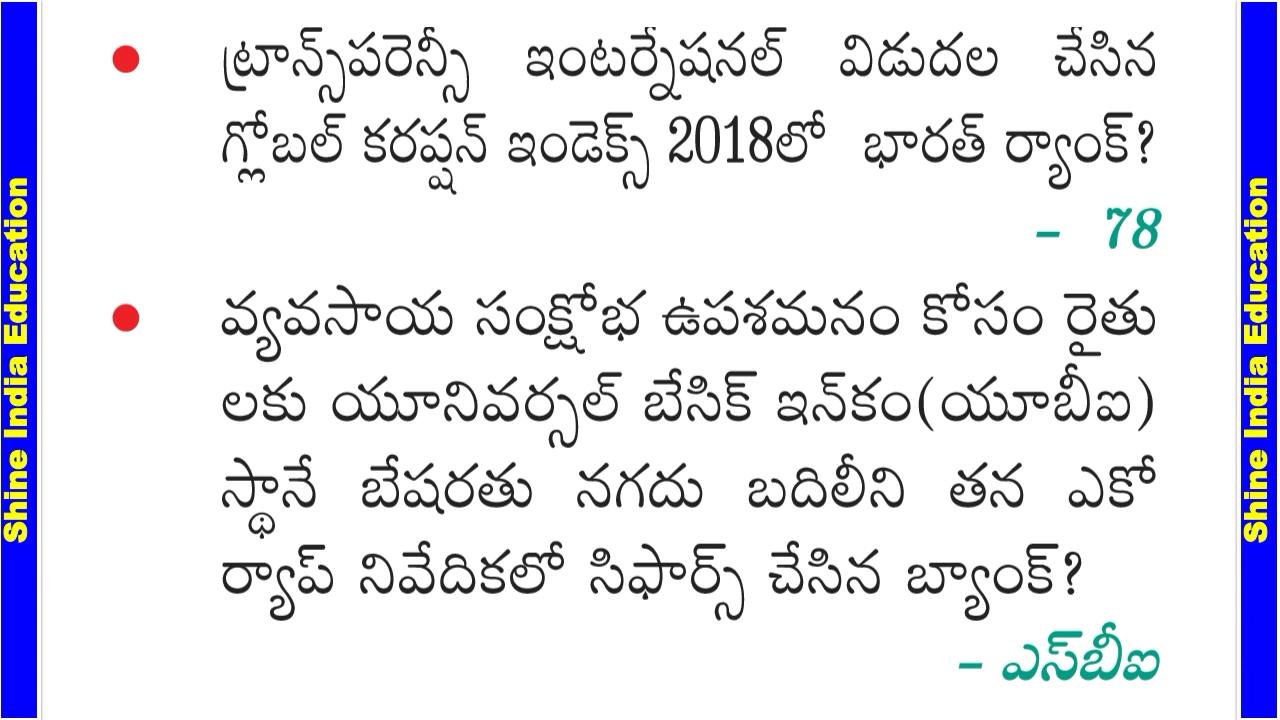 Shine India Education
• ట్రాన్స్‌పరెన్సీ ఇంటర్నేషనల్ విడుదల చేసిన
గ్లోబల్ కరప్షన్ ఇండెక్స్ 2018లో భారత్ ర్యాంక్?
– 78
• వ్యవసాయ సంక్షోభ ఉపశమనం కోసం రైతు
లకు యూనివర్సల్ బేసిక్ ఇన్‌కం(యూబీఐ)
స్థానే బేషరతు నగదు బదిలీని తన ఎకో
ర్యాప్ నివేదికలో సిఫార్స్ చేసిన బ్యాంక్?
– ఎస్‌బీఐ
Shine India Education